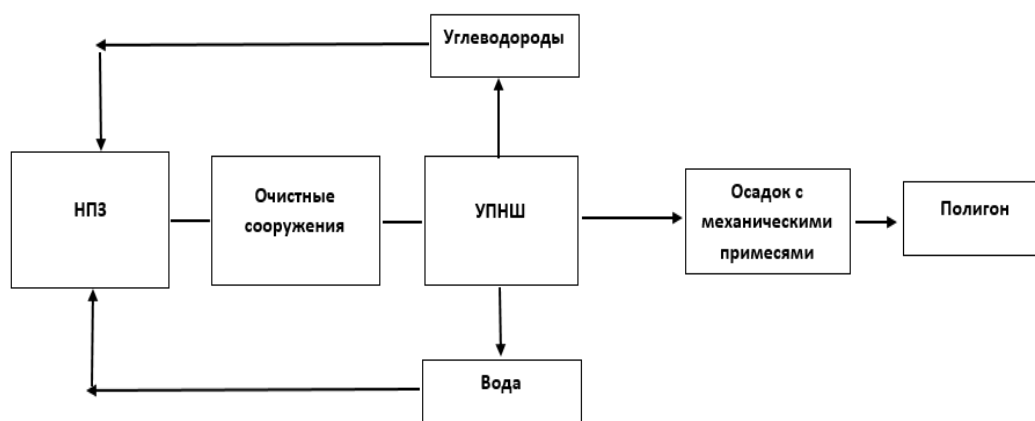 Углеводороды
НПЗ
Очистные
сооружения
УПНШ
Осадок с
механическими
примесями
Полигон
Вода